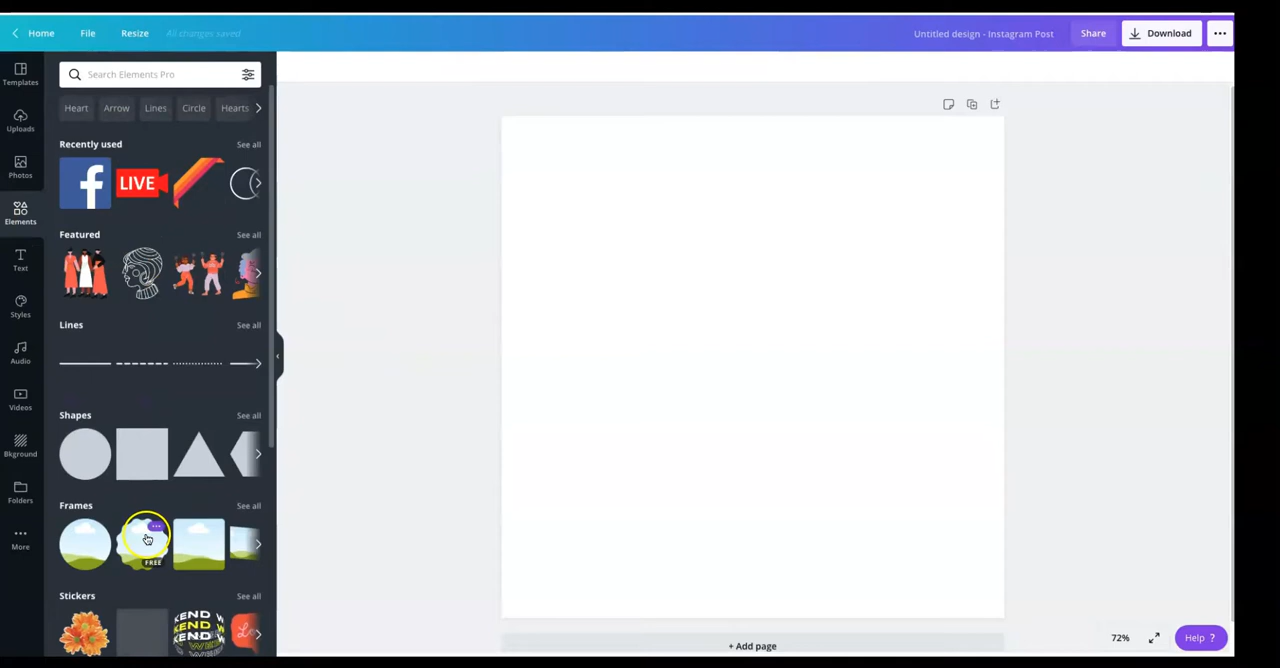 Home File Resize All changes saved Untitled design - Instagram Post Share Download
Templates
Uploads
Photos
Elements
Text
Styles
Audio
Videos
Bkground
Folders
More
Search Elements Pro
Heart Arrow Lines Circle Hearts
Recently used See all
LIVE
Featured See all
Lines See all
Shapes See all
Frames See all
FREE
Stickers See all
+ Add page
72% Help ?